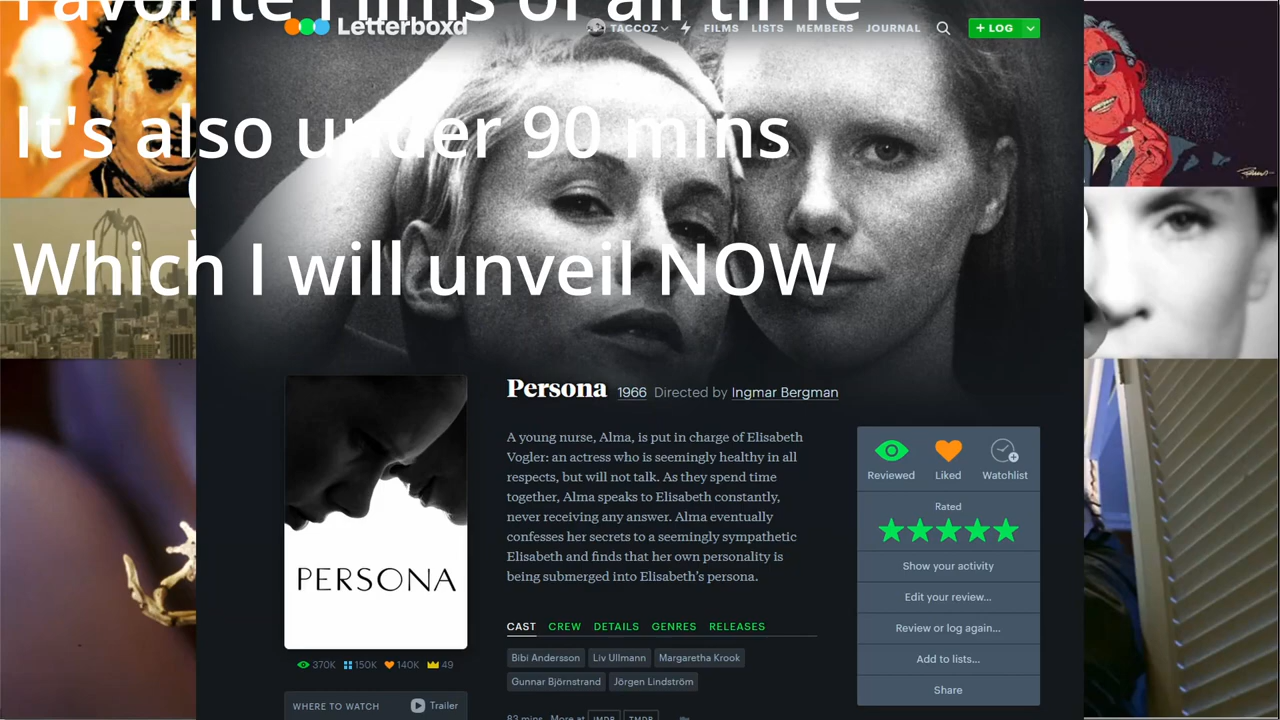 Favorite Films of all time
Letterboxd
TACCOZ
FILMS
LISTS
MEMBERS
JOURNAL
+ LOG
It's also under 90 mins
Which I will unveil NOW
Persona 1966 Directed by Ingmar Bergman
A young nurse, Alma, is put in charge of Elisabeth
Vogler: an actress who is seemingly healthy in all
respects, but will not talk. As they spend time
together, Alma speaks to Elisabeth constantly,
never receiving any answer. Alma eventually
confesses her secrets to a seemingly sympathetic
Elisabeth and finds that her own personality is
being submerged into Elisabeth's persona.
Reviewed
Liked
Watchlist
Rated
Show your activity
Edit your review...
Review or log again...
Add to lists...
Share
PERSONA
370K
150K
140K
49
WHERE TO WATCH
Trailer
CAST
CREW
DETAILS
GENRES
RELEASES
Bibi Andersson
Liv Ullmann
Margaretha Krook
Gunnar Björnstrand
Jörgen Lindström
83 mins More at IMDB TMDB